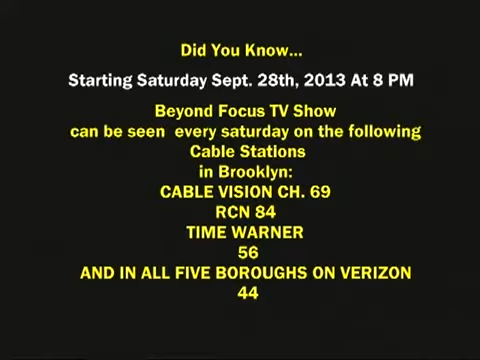 Did You Know...
Starting Saturday Sept. 28th, 2013 At 8 PM
Beyond Focus TV Show
can be seen every saturday on the following
Cable Stations
in Brooklyn:
CABLE VISION CH. 69
RCN 84
TIME WARNER
56
AND IN ALL FIVE BOROUGHS ON VERIZON
44